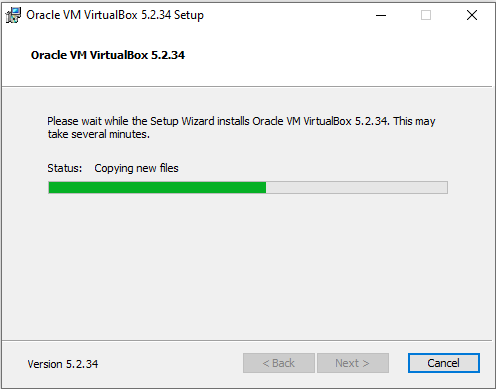 Oracle VM VirtualBox 5.2.34 Setup
Oracle VM VirtualBox 5.2.34
Please wait while the Setup Wizard installs Oracle VM VirtualBox 5.2.34. This may
take several minutes.
Status: Copying new files
Version 5.2.34
< Back Next > Cancel